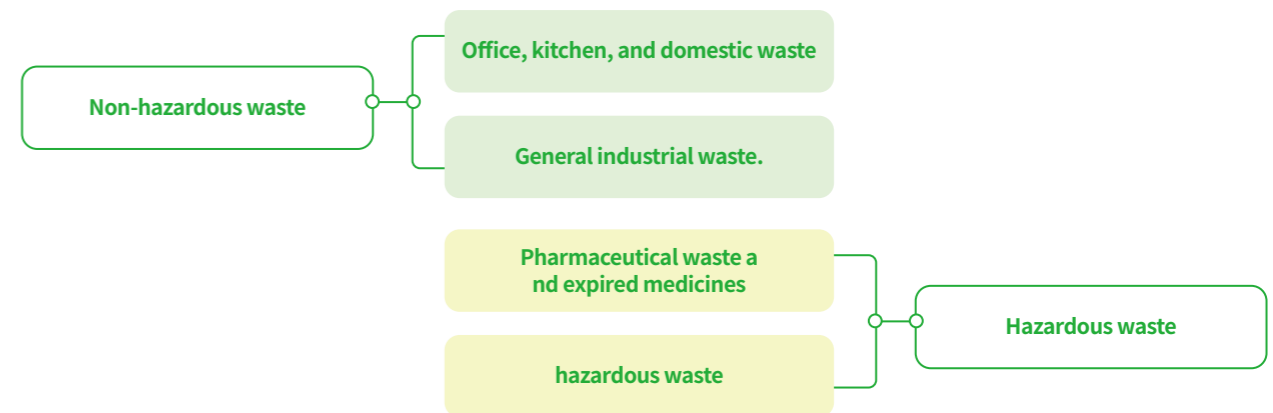 Office, kitchen, and domestic waste
Non-hazardous waste
General industrial waste.
Pharmaceutical waste a
nd expired medicines
Hazardous waste
hazardous waste